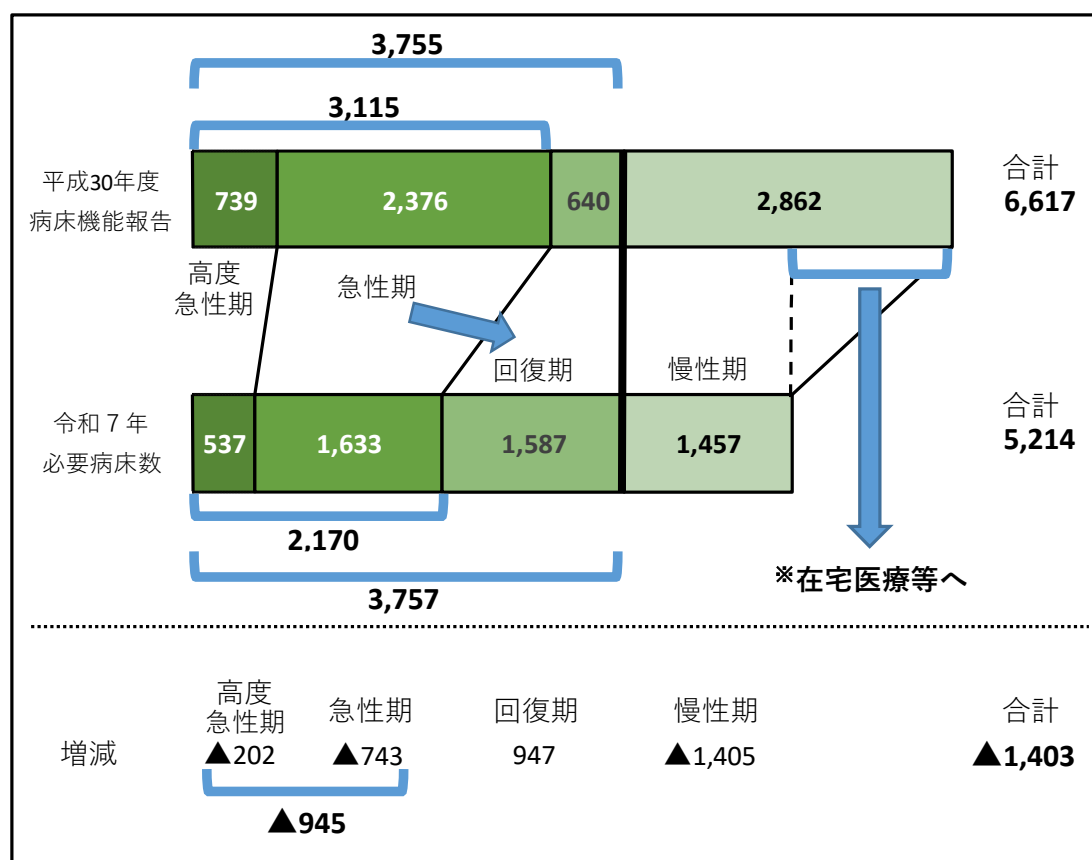 3,755
3,115
平成30年度
病床機能報告
739
2,376
640
2,862
合計
6,617
高度
急性期
急性期
回復期
慢性期
令和７年
必要病床数
537
1,633
1,587
1,457
合計
5,214
2,170
3,757
※在宅医療等へ
増減
高度
急性期
▲202
急性期
▲743
回復期
947
慢性期
▲1,405
合計
▲1,403
▲945